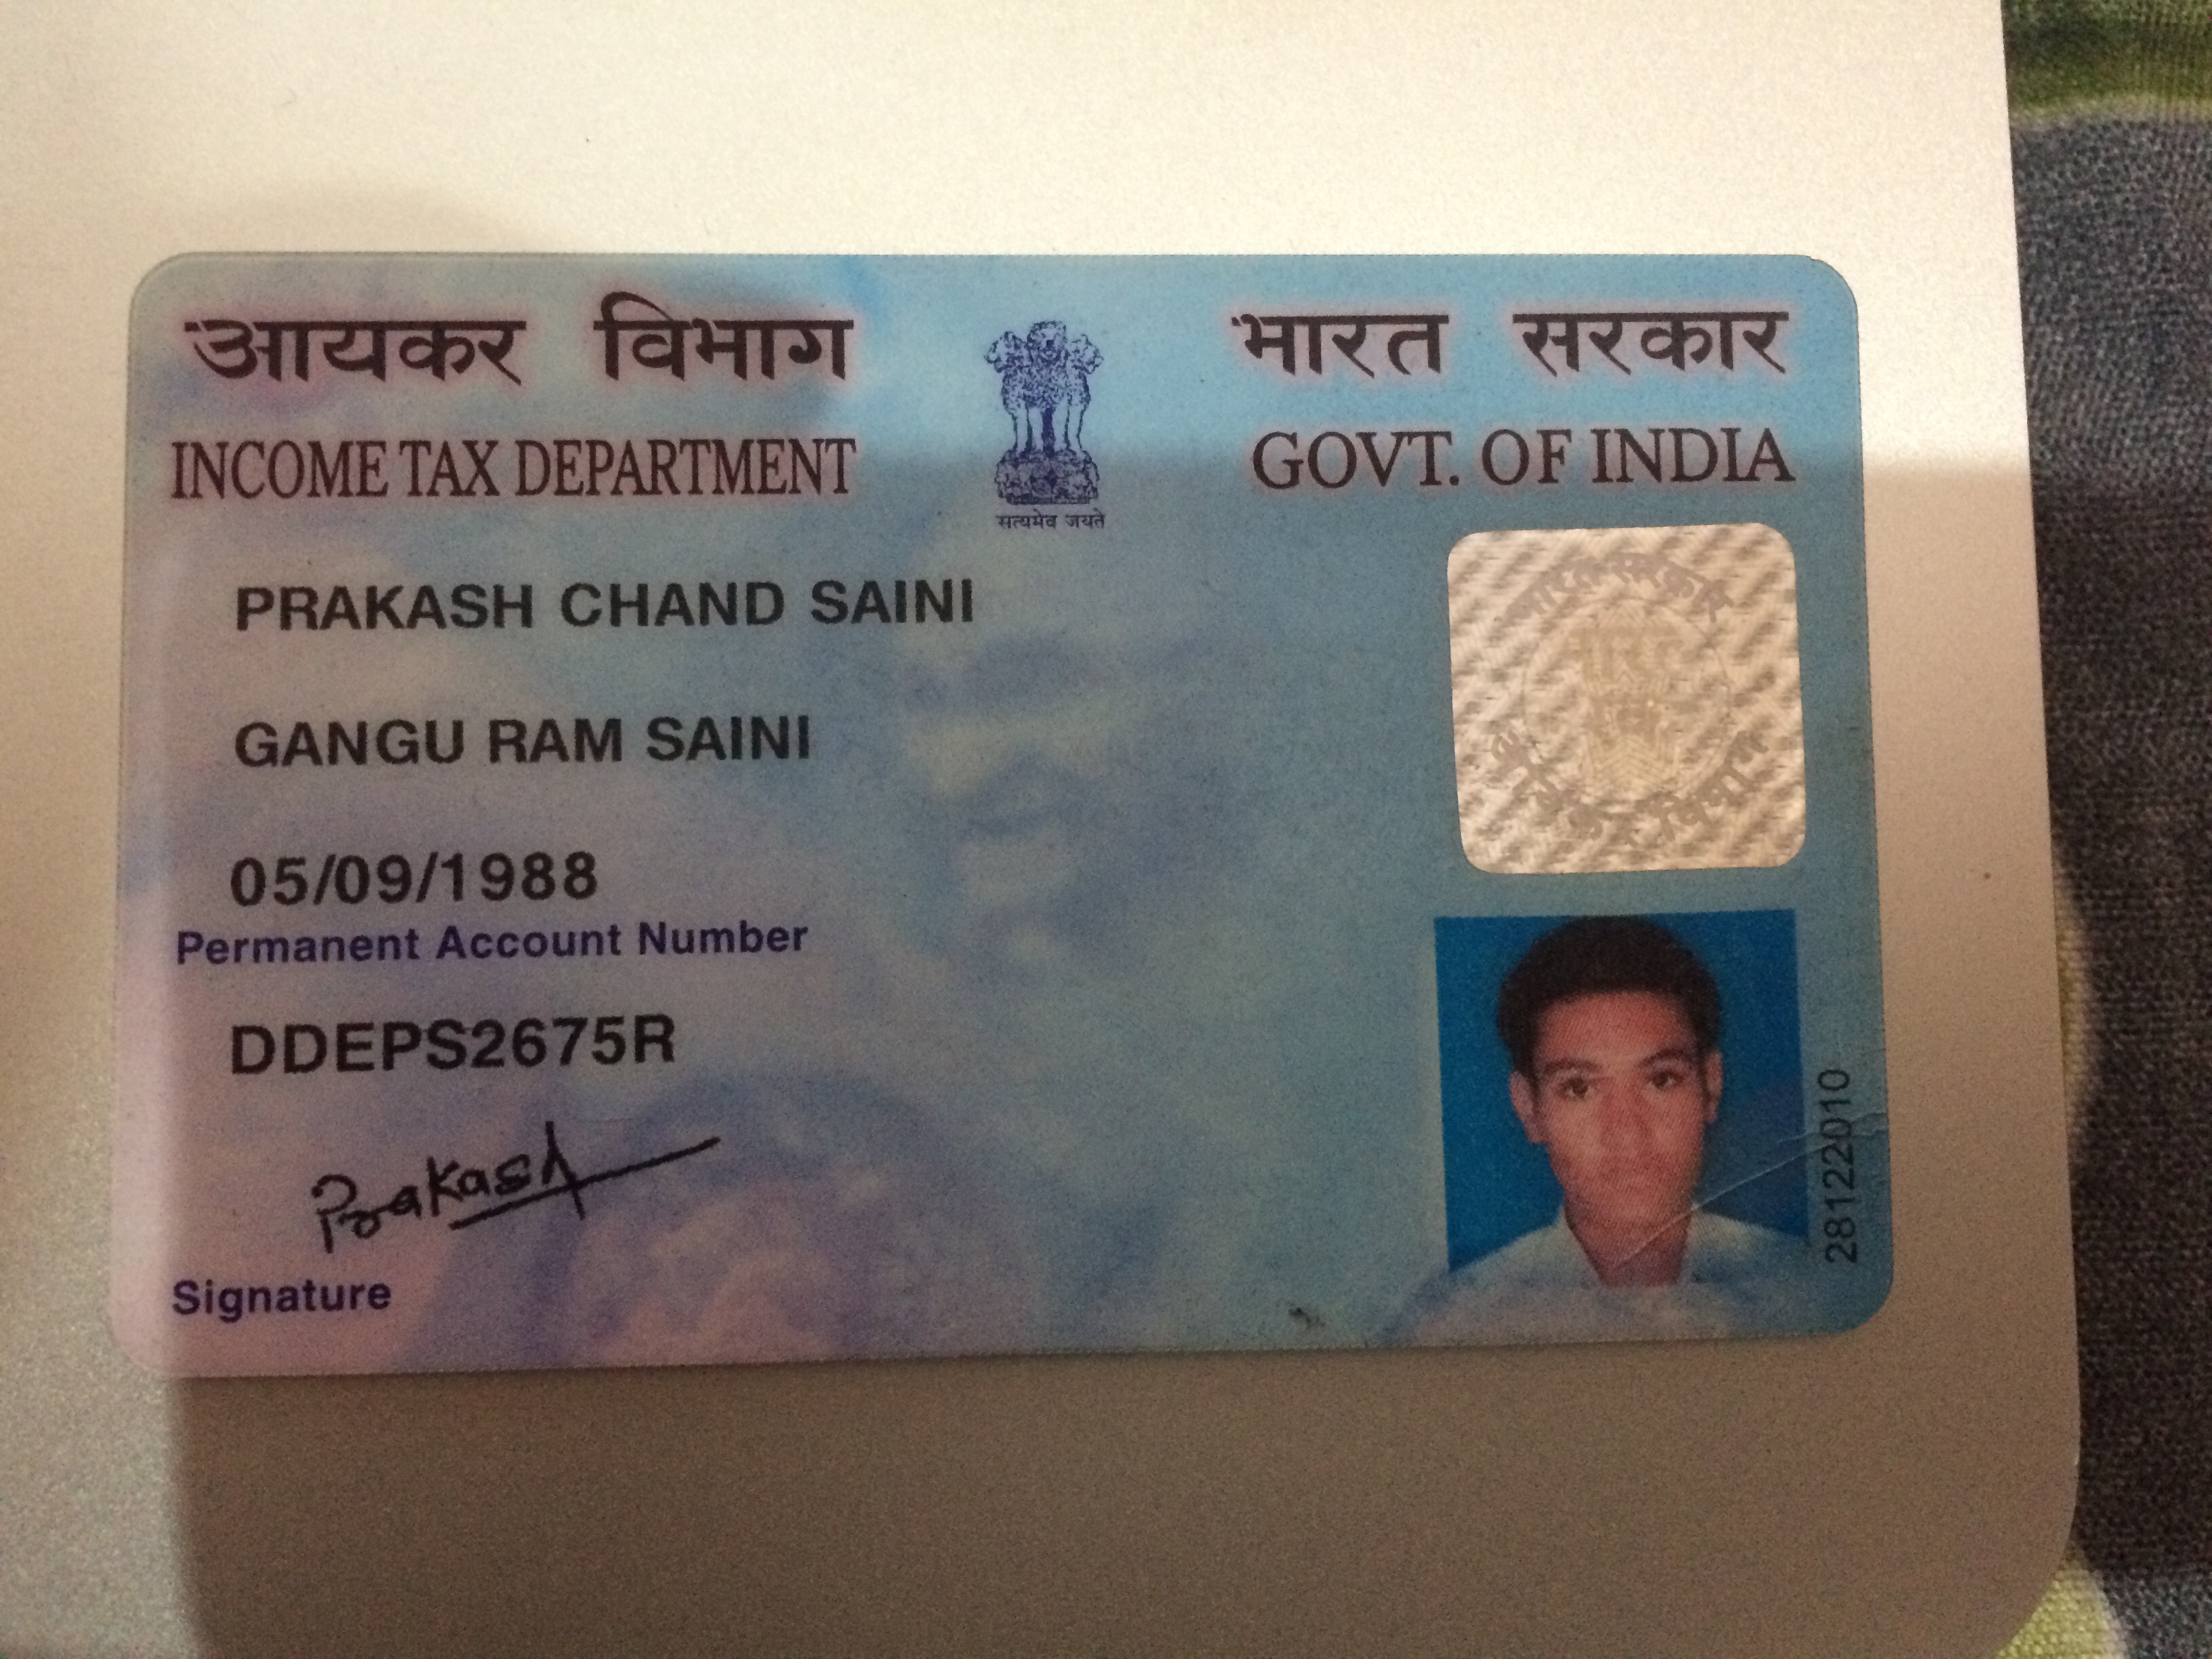 आयकर विभाग
INCOME TAX DEPARTMENT
सत्यमेव जयते
भारत सरकार
GOVT. OF INDIA
PRAKASH CHAND SAINI
GANGU RAM SAINI
05/09/1988
Permanent Account Number
DDEPS2675R
Prakash
Signature
28122010